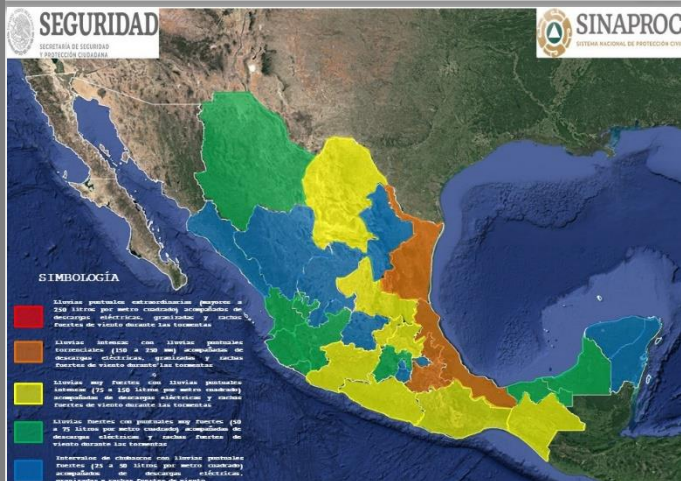 SEGURIDAD
SECRETARÍA DE SEGURIDAD
Y PROTECCIÓN CIUDADANA
SINAPROC
SISTEMA NACIONAL DE PROTECCIÓN CIVIL
SIMBOLOGÍA
Lluvias puntuales extraordinarias (mayores a
250 litros por metro cuadrado) acompañadas de
descargas eléctricas, granizadas y rachas
fuertes de viento durante las tormentas
Lluvias intensas con lluvias puntuales
torrenciales (150 a 250 mm) acompañadas de
descargas eléctricas, granizadas y rachas
fuertes de viento durante las tormentas
Lluvias muy fuertes con lluvias puntuales
intensas (75 a 150 litros por metro cuadrado)
acompañadas de descargas eléctricas y rachas
fuertes de viento durante las tormentas
Lluvias fuertes con puntuales muy fuertes (50
a 75 litros por metro cuadrado) acompañadas de
descargas eléctricas y rachas fuertes de
viento durante las tormentas
Intervalos de chubascos con lluvias puntuales
fuertes (25 a 50 litros por metro cuadrado)
acompañados de descargas eléctricas,
granizadas y rachas fuertes de viento